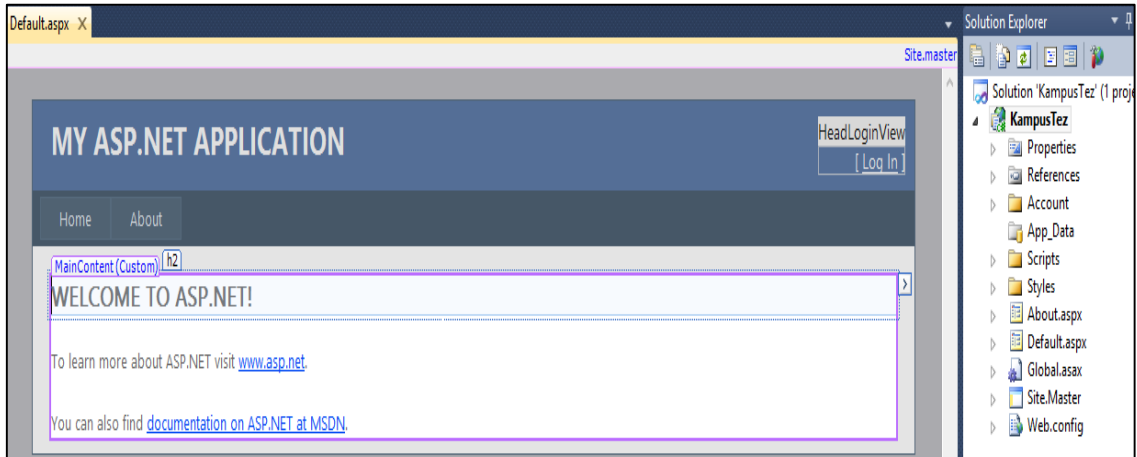 Default.aspx X
Site.master
MY ASP.NET APPLICATION
HeadLoginView
[ Log In ]
Home About
MainContent (Custom) h2
WELCOME TO ASP.NET!
To learn more about ASP.NET visit www.asp.net.
You can also find documentation on ASP.NET at MSDN.
Solution Explorer
Solution 'KampusTez' (1 proje
KampusTez
Properties
References
Account
App_Data
Scripts
Styles
About.aspx
Default.aspx
Global.asax
Site.Master
Web.config